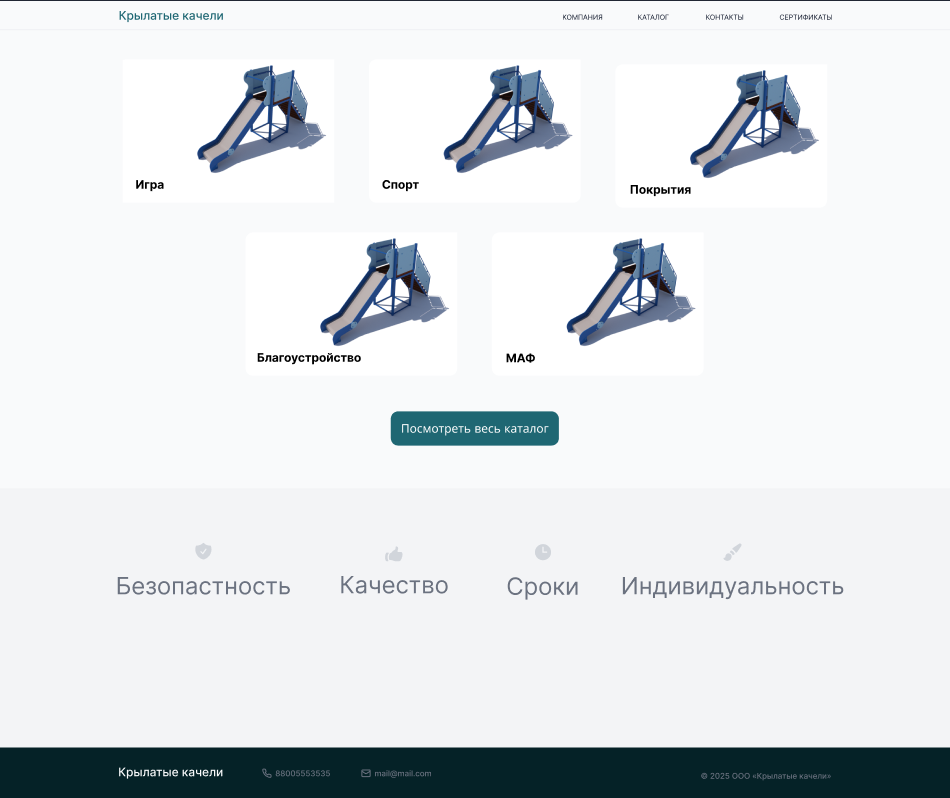 Крылатые качели
КОМПАНИЯ КАТАЛОГ КОНТАКТЫ СЕРТИФИКАТЫ
Игра
Спорт
Покрытия
Благоустройство
МАФ
Посмотреть весь каталог
Безопастность
Качество
Сроки
Индивидуальность
Крылатые качели
88005553535
mail@mail.com
© 2025 ООО «Крылатые качели»